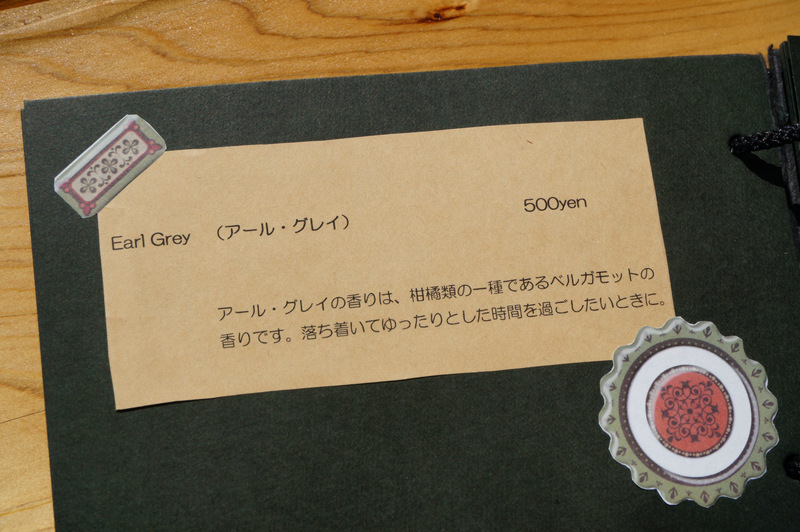 Earl Grey （アール・グレイ） 500yen
アール・グレイの香りは、柑橘類の一種であるベルガモットの
香りです。落ち着いてゆったりとした時間を過ごしたいときに。